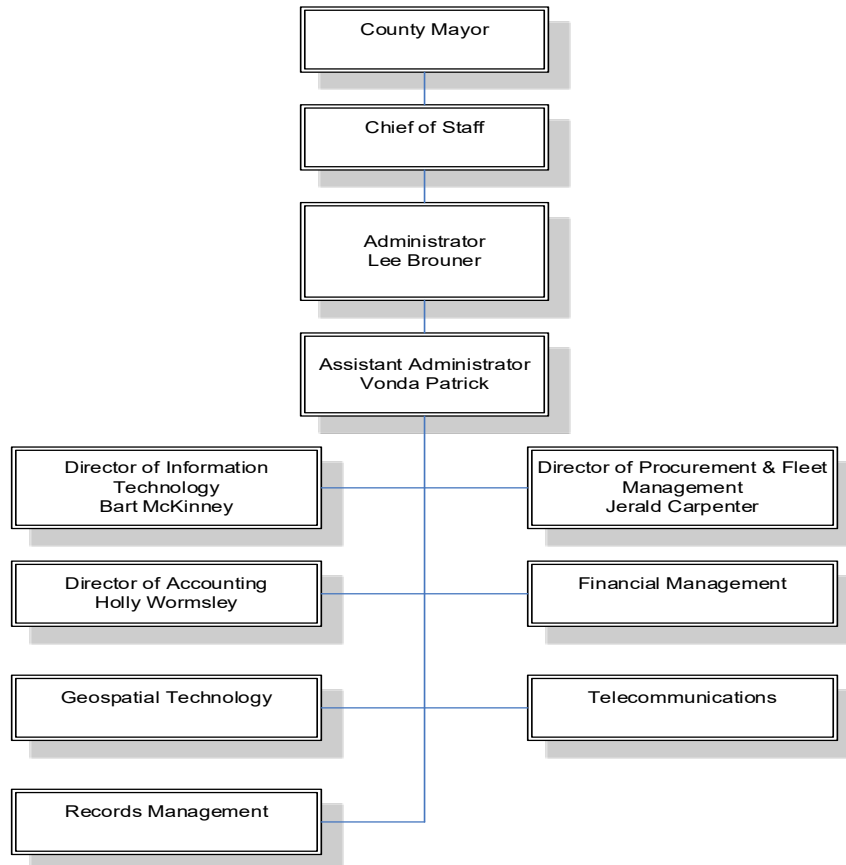 County Mayor
Chief of Staff
Administrator
Lee Brouner
Assistant Administrator
Vonda Patrick
Director of Information
Technology
Bart McKinney
Director of Procurement & Fleet
Management
Jerald Carpenter
Director of Accounting
Holly Wormsley
Financial Management
Geospatial Technology
Telecommunications
Records Management